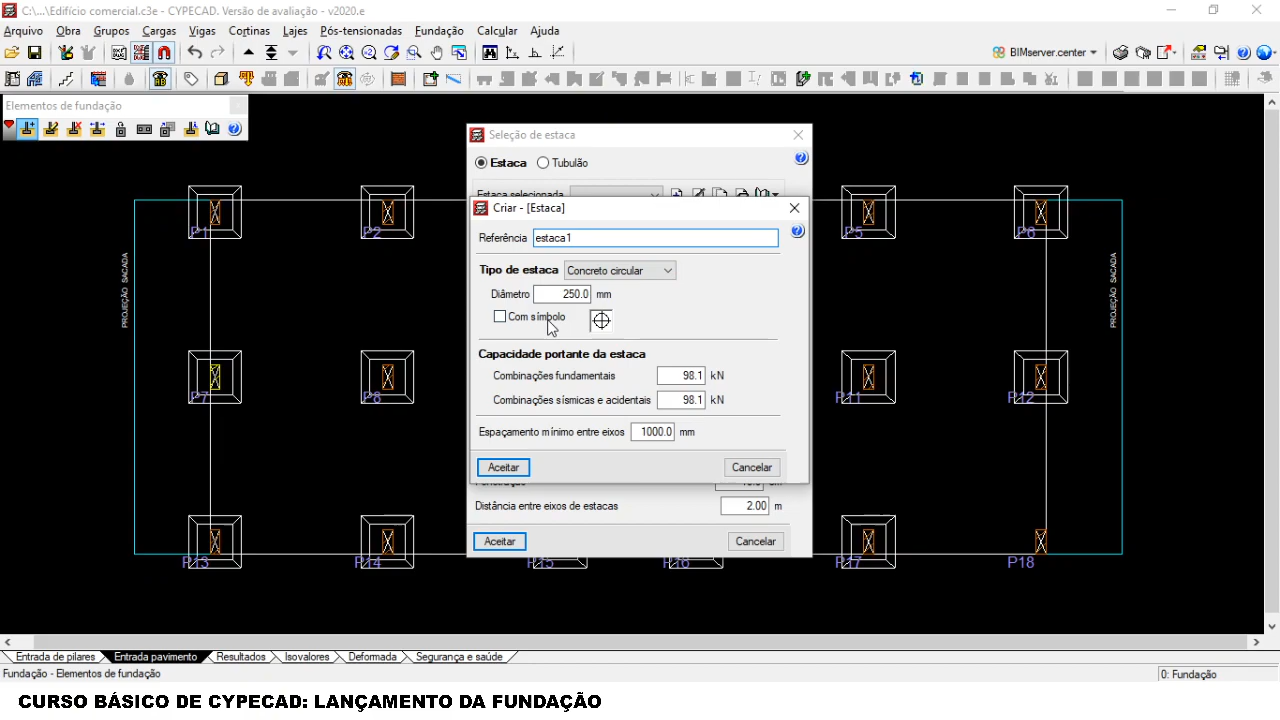 C:\...\Edifício comercial.c3e - CYPECAD. Versão de avaliação - v2020.e
Arquivo Obra Grupos Cargas Vigas Cortinas Lajes Pós-tensionadas Fundação Calcular Ajuda
BIMserver.center
Elementos de fundação
Seleção de estaca
Estaca Tubulão
Estaca selecionada
Criar - [Estaca]
Referência estaca1
Tipo de estaca Concreto circular
Diâmetro 250.0 mm
Com símbolo
Capacidade portante da estaca
Combinações fundamentais 98.1 kN
Combinações sísmicas e acidentais 98.1 kN
Espaçamento mínimo entre eixos 1000.0 mm
Aceitar Cancelar
Distância entre eixos de estacas 2.00 m
Aceitar Cancelar
P1 P2 P5 P6
PROJEÇÃO SACADA PROJEÇÃO SACADA
P7 P8 P11 P12
P13 P14 P15 P16 P17 P18
Entrada de pilares Entrada pavimento Resultados Isovalores Deformada Segurança e saúde
Fundação - Elementos de fundação 0: Fundação
CURSO BÁSICO DE CYPECAD: LANÇAMENTO DA FUNDAÇÃO